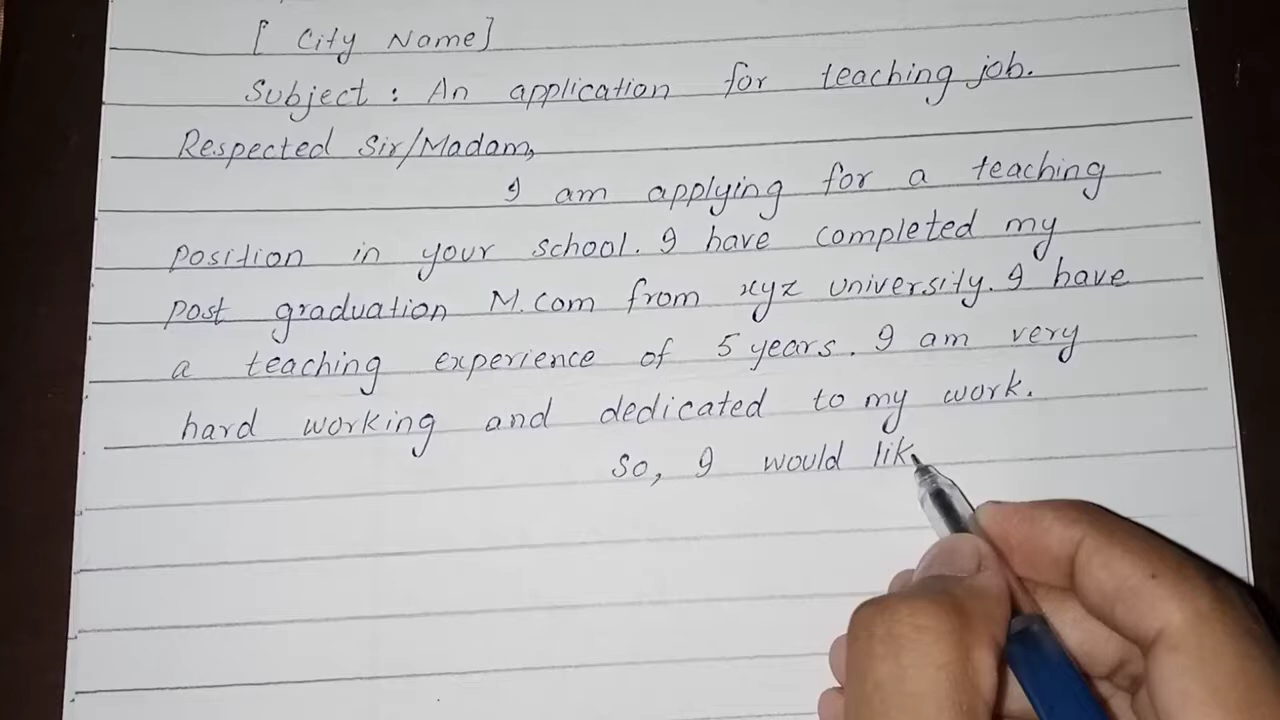 [ City Name]
Subject : An application for teaching job.
Respected Sir/Madam,
I am applying for a teaching
position in your school. I have completed my
post graduation M.Com from xyz university. I have
a teaching experience of 5 years. I am very
hard working and dedicated to my work.
So, I would lik